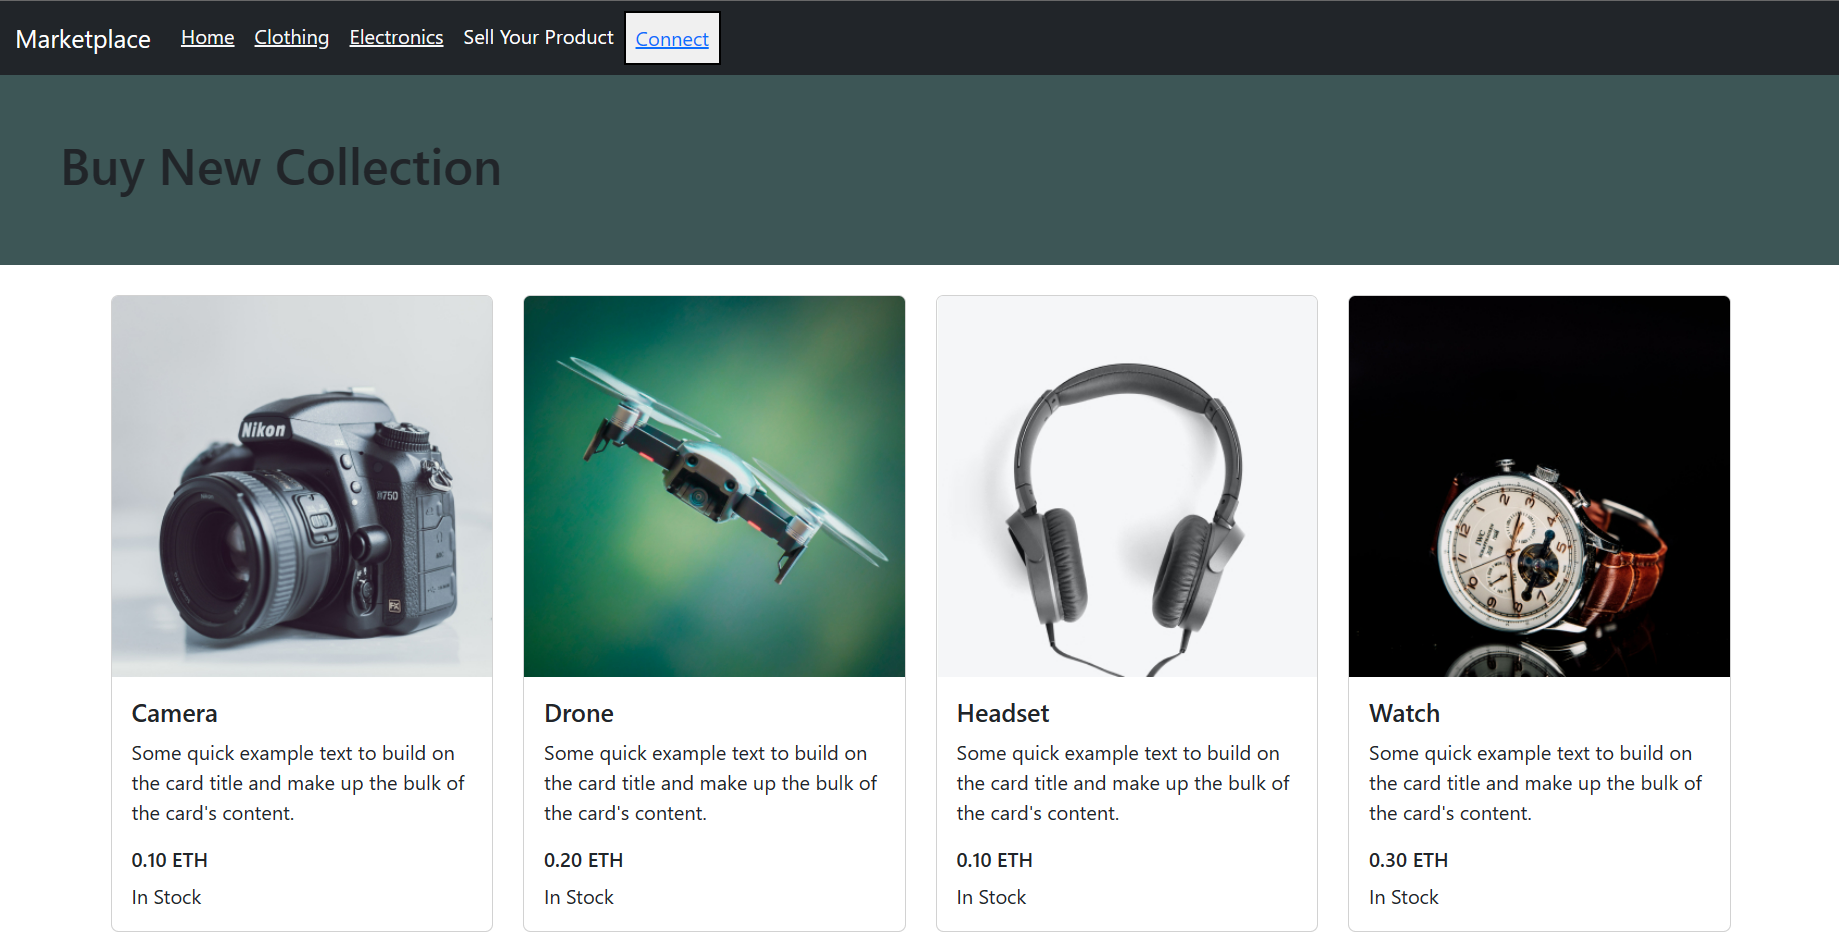 Marketplace Home Clothing Electronics Sell Your Product Connect
Buy New Collection
Nikon
D750
FX
IWC
Camera
Some quick example text to build on
the card title and make up the bulk of
the card's content.
0.10 ETH
In Stock
Drone
Some quick example text to build on
the card title and make up the bulk of
the card's content.
0.20 ETH
In Stock
Headset
Some quick example text to build on
the card title and make up the bulk of
the card's content.
0.10 ETH
In Stock
Watch
Some quick example text to build on
the card title and make up the bulk of
the card's content.
0.30 ETH
In Stock